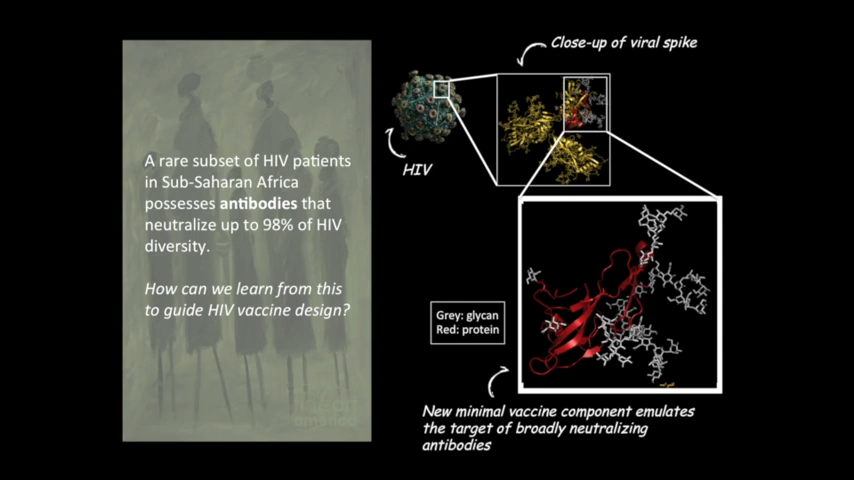 A rare subset of HIV patients
in Sub-Saharan Africa
possesses antibodies that
neutralize up to 98% of HIV
diversity.
How can we learn from this
to guide HIV vaccine design?
Close-up of viral spike
HIV
Grey: glycan
Red: protein
New minimal vaccine component emulates
the target of broadly neutralizing
antibodies